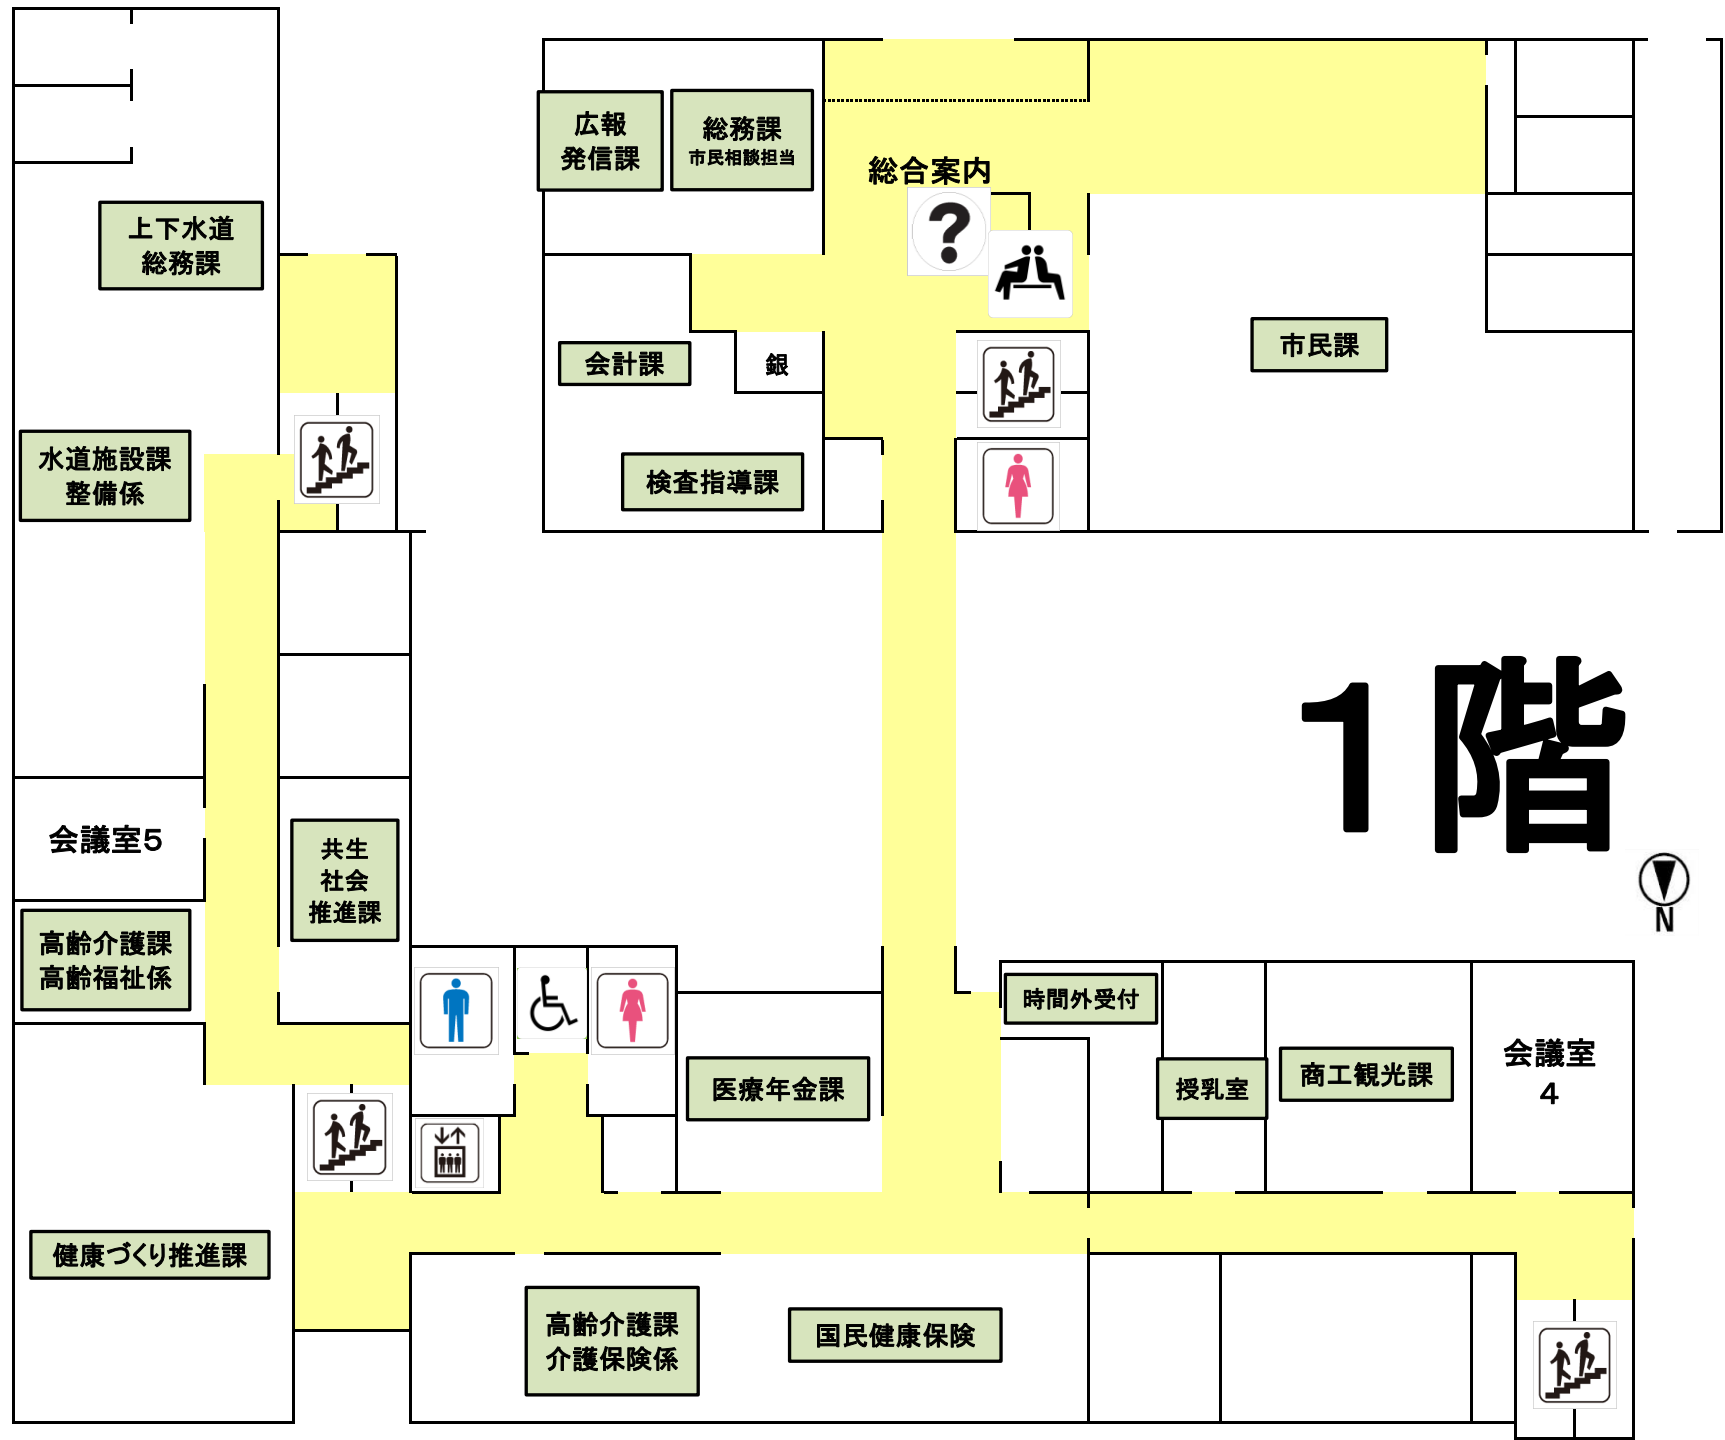 広報
発信課
総務課
市民相談担当
総合案内
上下水道
総務課
会計課
銀
市民課
水道施設課
整備係
検査指導課
1階
会議室5
共生
社会
推進課
N
高齢介護課
高齢福祉係
時間外受付
医療年金課
授乳室
商工観光課
会議室
4
健康づくり推進課
高齢介護課
介護保険係
国民健康保険